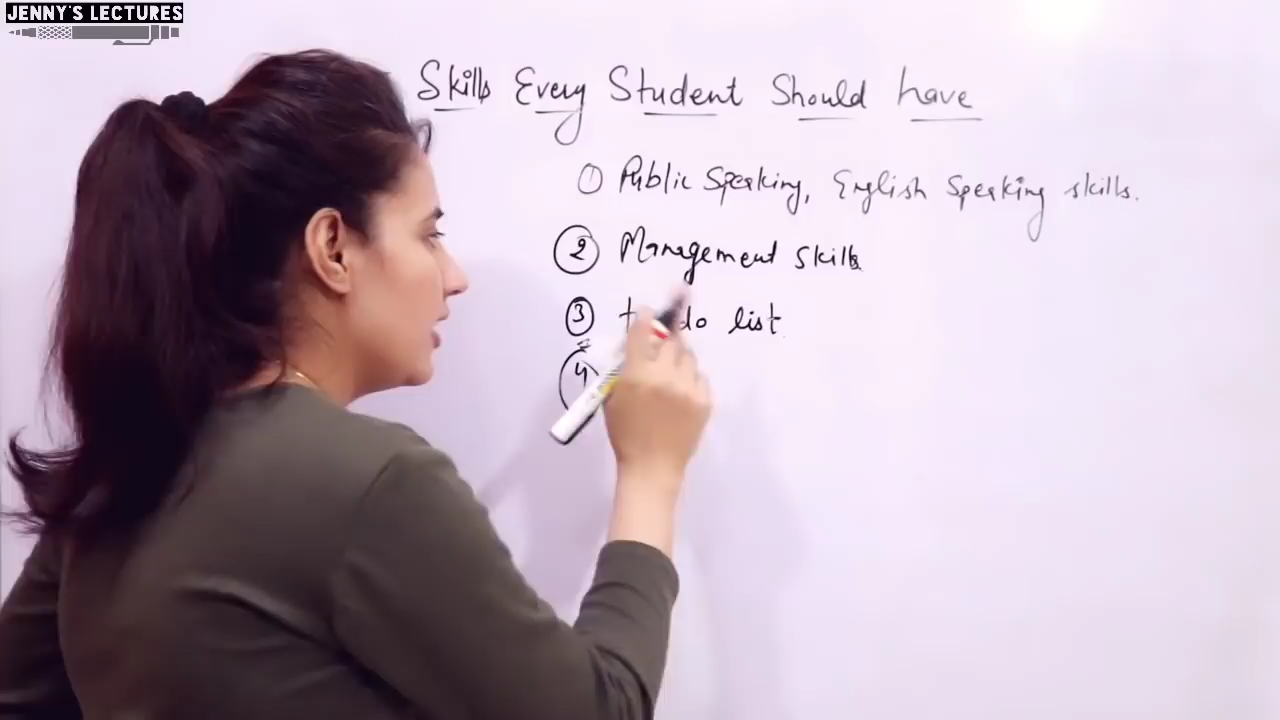 JENNY'S LECTURES
Skills Every Student Should have
① Public Speaking, English Speaking skills.
② Management skills
③ do list
④